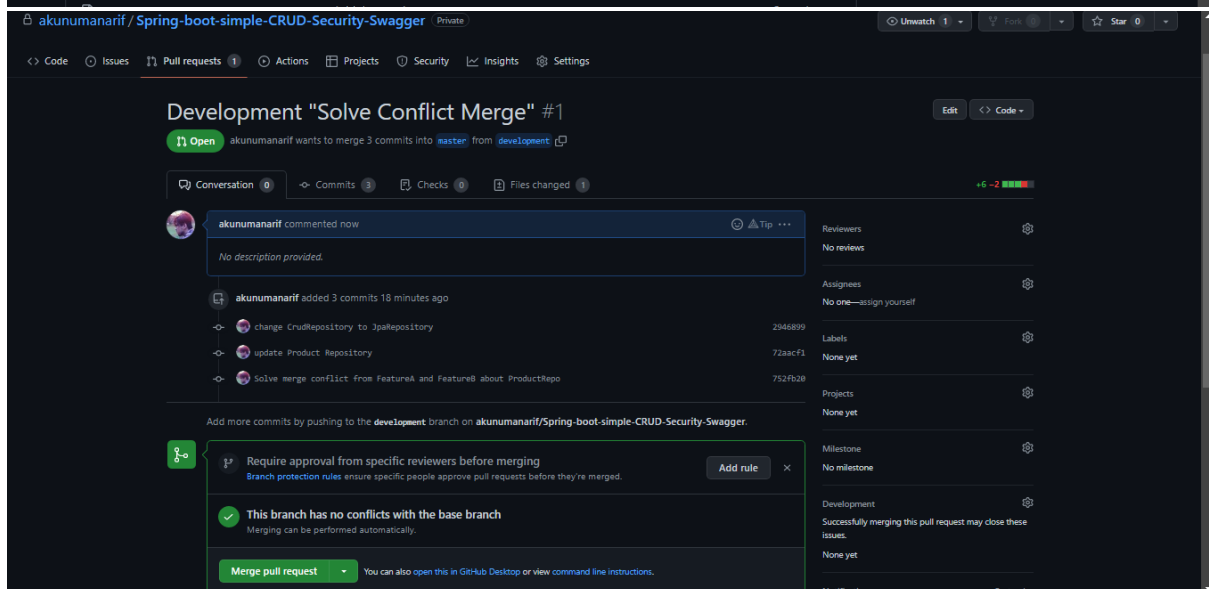 akunumanarif / Spring-boot-simple-CRUD-Security-Swagger Private
Unwatch 1 Fork 0 Star 0
Code Issues Pull requests 1 Actions Projects Security Insights Settings
Development "Solve Conflict Merge" #1
Edit <> Code
Open akunumanarif wants to merge 3 commits into master from development
Conversation 0 Commits 3 Checks 0 Files changed 1
+6 −2
akunumanarif commented now
Tip ...
No description provided.
akunumanarif added 3 commits 18 minutes ago
change CrudRepository to JpaRepository 2946899
update Product Repository 72aacf1
Solve merge conflict from FeatureA and FeatureB about ProductRepo 752fb20
Add more commits by pushing to the development branch on akunumanarif/Spring-boot-simple-CRUD-Security-Swagger.
Require approval from specific reviewers before merging
Branch protection rules ensure specific people approve pull requests before they're merged.
Add rule
This branch has no conflicts with the base branch
Merging can be performed automatically.
Merge pull request
You can also open this in GitHub Desktop or view command line instructions.
Reviewers
No reviews
Assignees
No one—assign yourself
Labels
None yet
Projects
None yet
Milestone
No milestone
Development
Successfully merging this pull request may close these
issues.
None yet